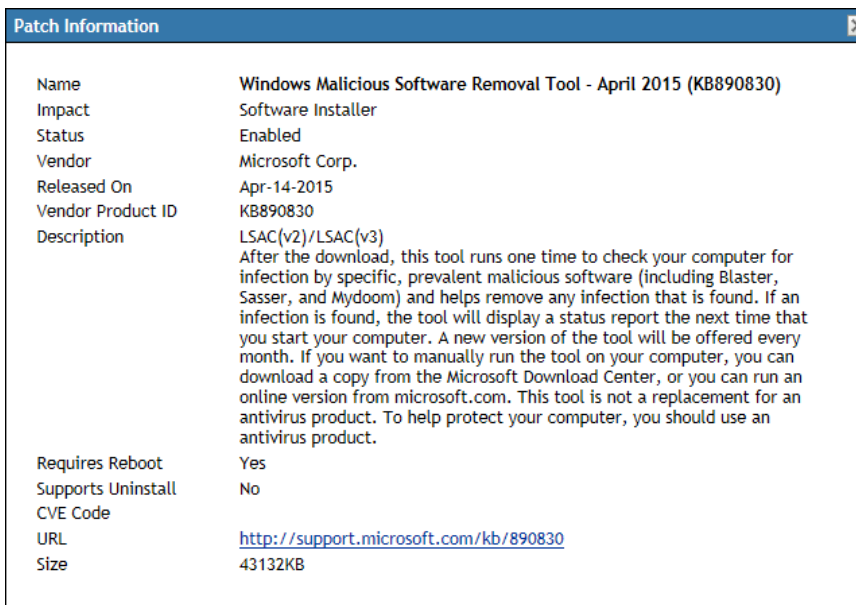 Patch Information
Name Windows Malicious Software Removal Tool - April 2015 (KB890830)
Impact Software Installer
Status Enabled
Vendor Microsoft Corp.
Released On Apr-14-2015
Vendor Product ID KB890830
Description LSAC(v2)/LSAC(v3)
After the download, this tool runs one time to check your computer for
infection by specific, prevalent malicious software (including Blaster,
Sasser, and Mydoom) and helps remove any infection that is found. If an
infection is found, the tool will display a status report the next time that
you start your computer. A new version of the tool will be offered every
month. If you want to manually run the tool on your computer, you can
download a copy from the Microsoft Download Center, or you can run an
online version from microsoft.com. This tool is not a replacement for an
antivirus product. To help protect your computer, you should use an
antivirus product.
Requires Reboot Yes
Supports Uninstall No
CVE Code
URL http://support.microsoft.com/kb/890830
Size 43132KB